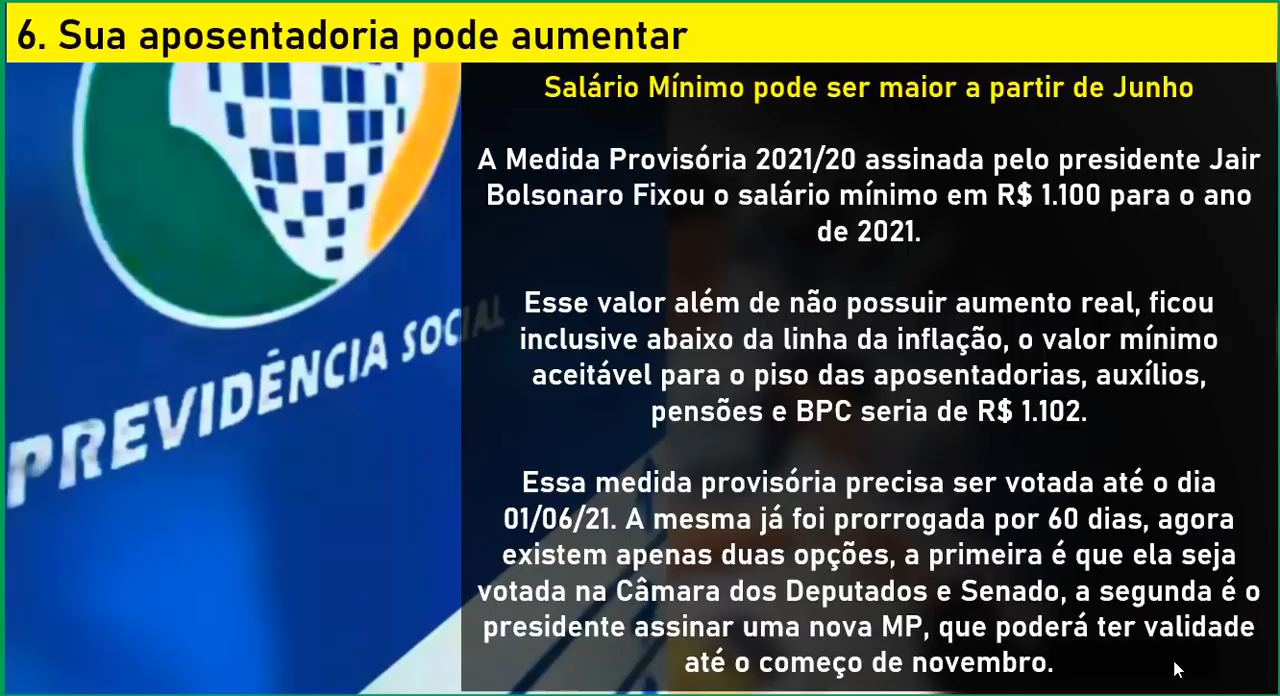 6. Sua aposentadoria pode aumentar
Salário Mínimo pode ser maior a partir de Junho
A Medida Provisória 2021/20 assinada pelo presidente Jair
Bolsonaro Fixou o salário mínimo em R$ 1.100 para o ano
de 2021.
Esse valor além de não possuir aumento real, ficou
inclusive abaixo da linha da inflação, o valor mínimo
aceitável para o piso das aposentadorias, auxílios,
pensões e BPC seria de R$ 1.102.
Essa medida provisória precisa ser votada até o dia
01/06/21. A mesma já foi prorrogada por 60 dias, agora
existem apenas duas opções, a primeira é que ela seja
votada na Câmara dos Deputados e Senado, a segunda é o
presidente assinar uma nova MP, que poderá ter validade
até o começo de novembro.
PREVIDÊNCIA SOCIAL